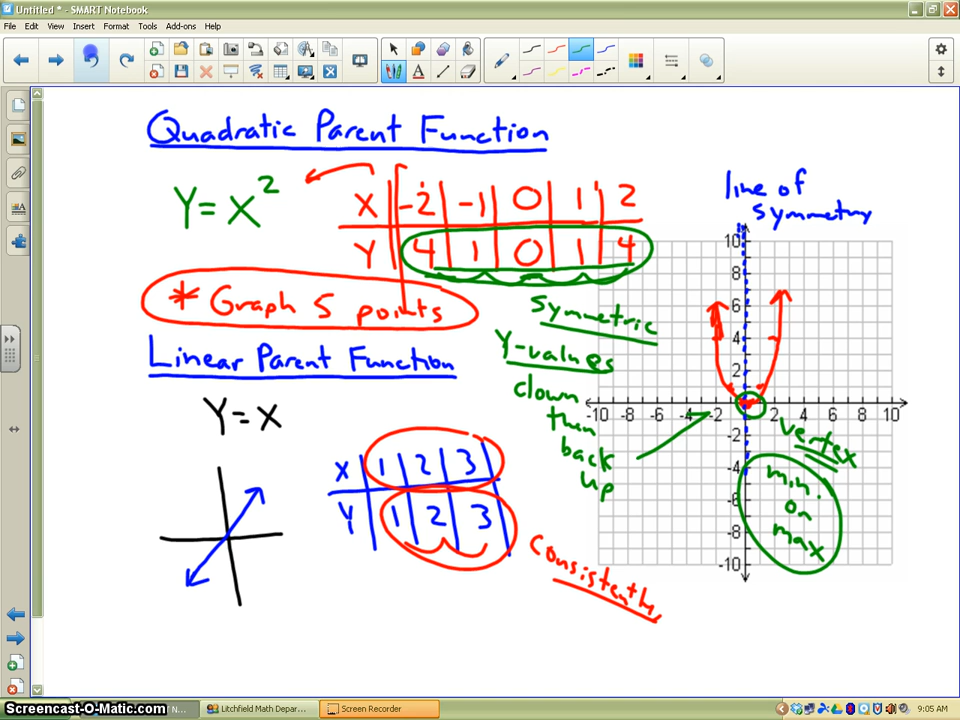 Untitled * - SMART Notebook
File Edit View Insert Format Tools Add-ons Help
Quadratic Parent Function
Y=X²
X -2 -1 0 1 2
Y 4 1 0 1 4
* Graph 5 points
Symmetric
Y-values
down
then
back
up
line of
symmetry
10
8
6
4
2
-10 -8 -6 -4 -2 2 4 6 8 10
-2
-4
-6
-8
-10
vertex
min.
or
max
Linear Parent Function
Y=X
X 1 2 3
Y 1 2 3
Consistently
Screencast-O-Matic.com
Litchfield Math Depar...
Screen Recorder
9:05 AM